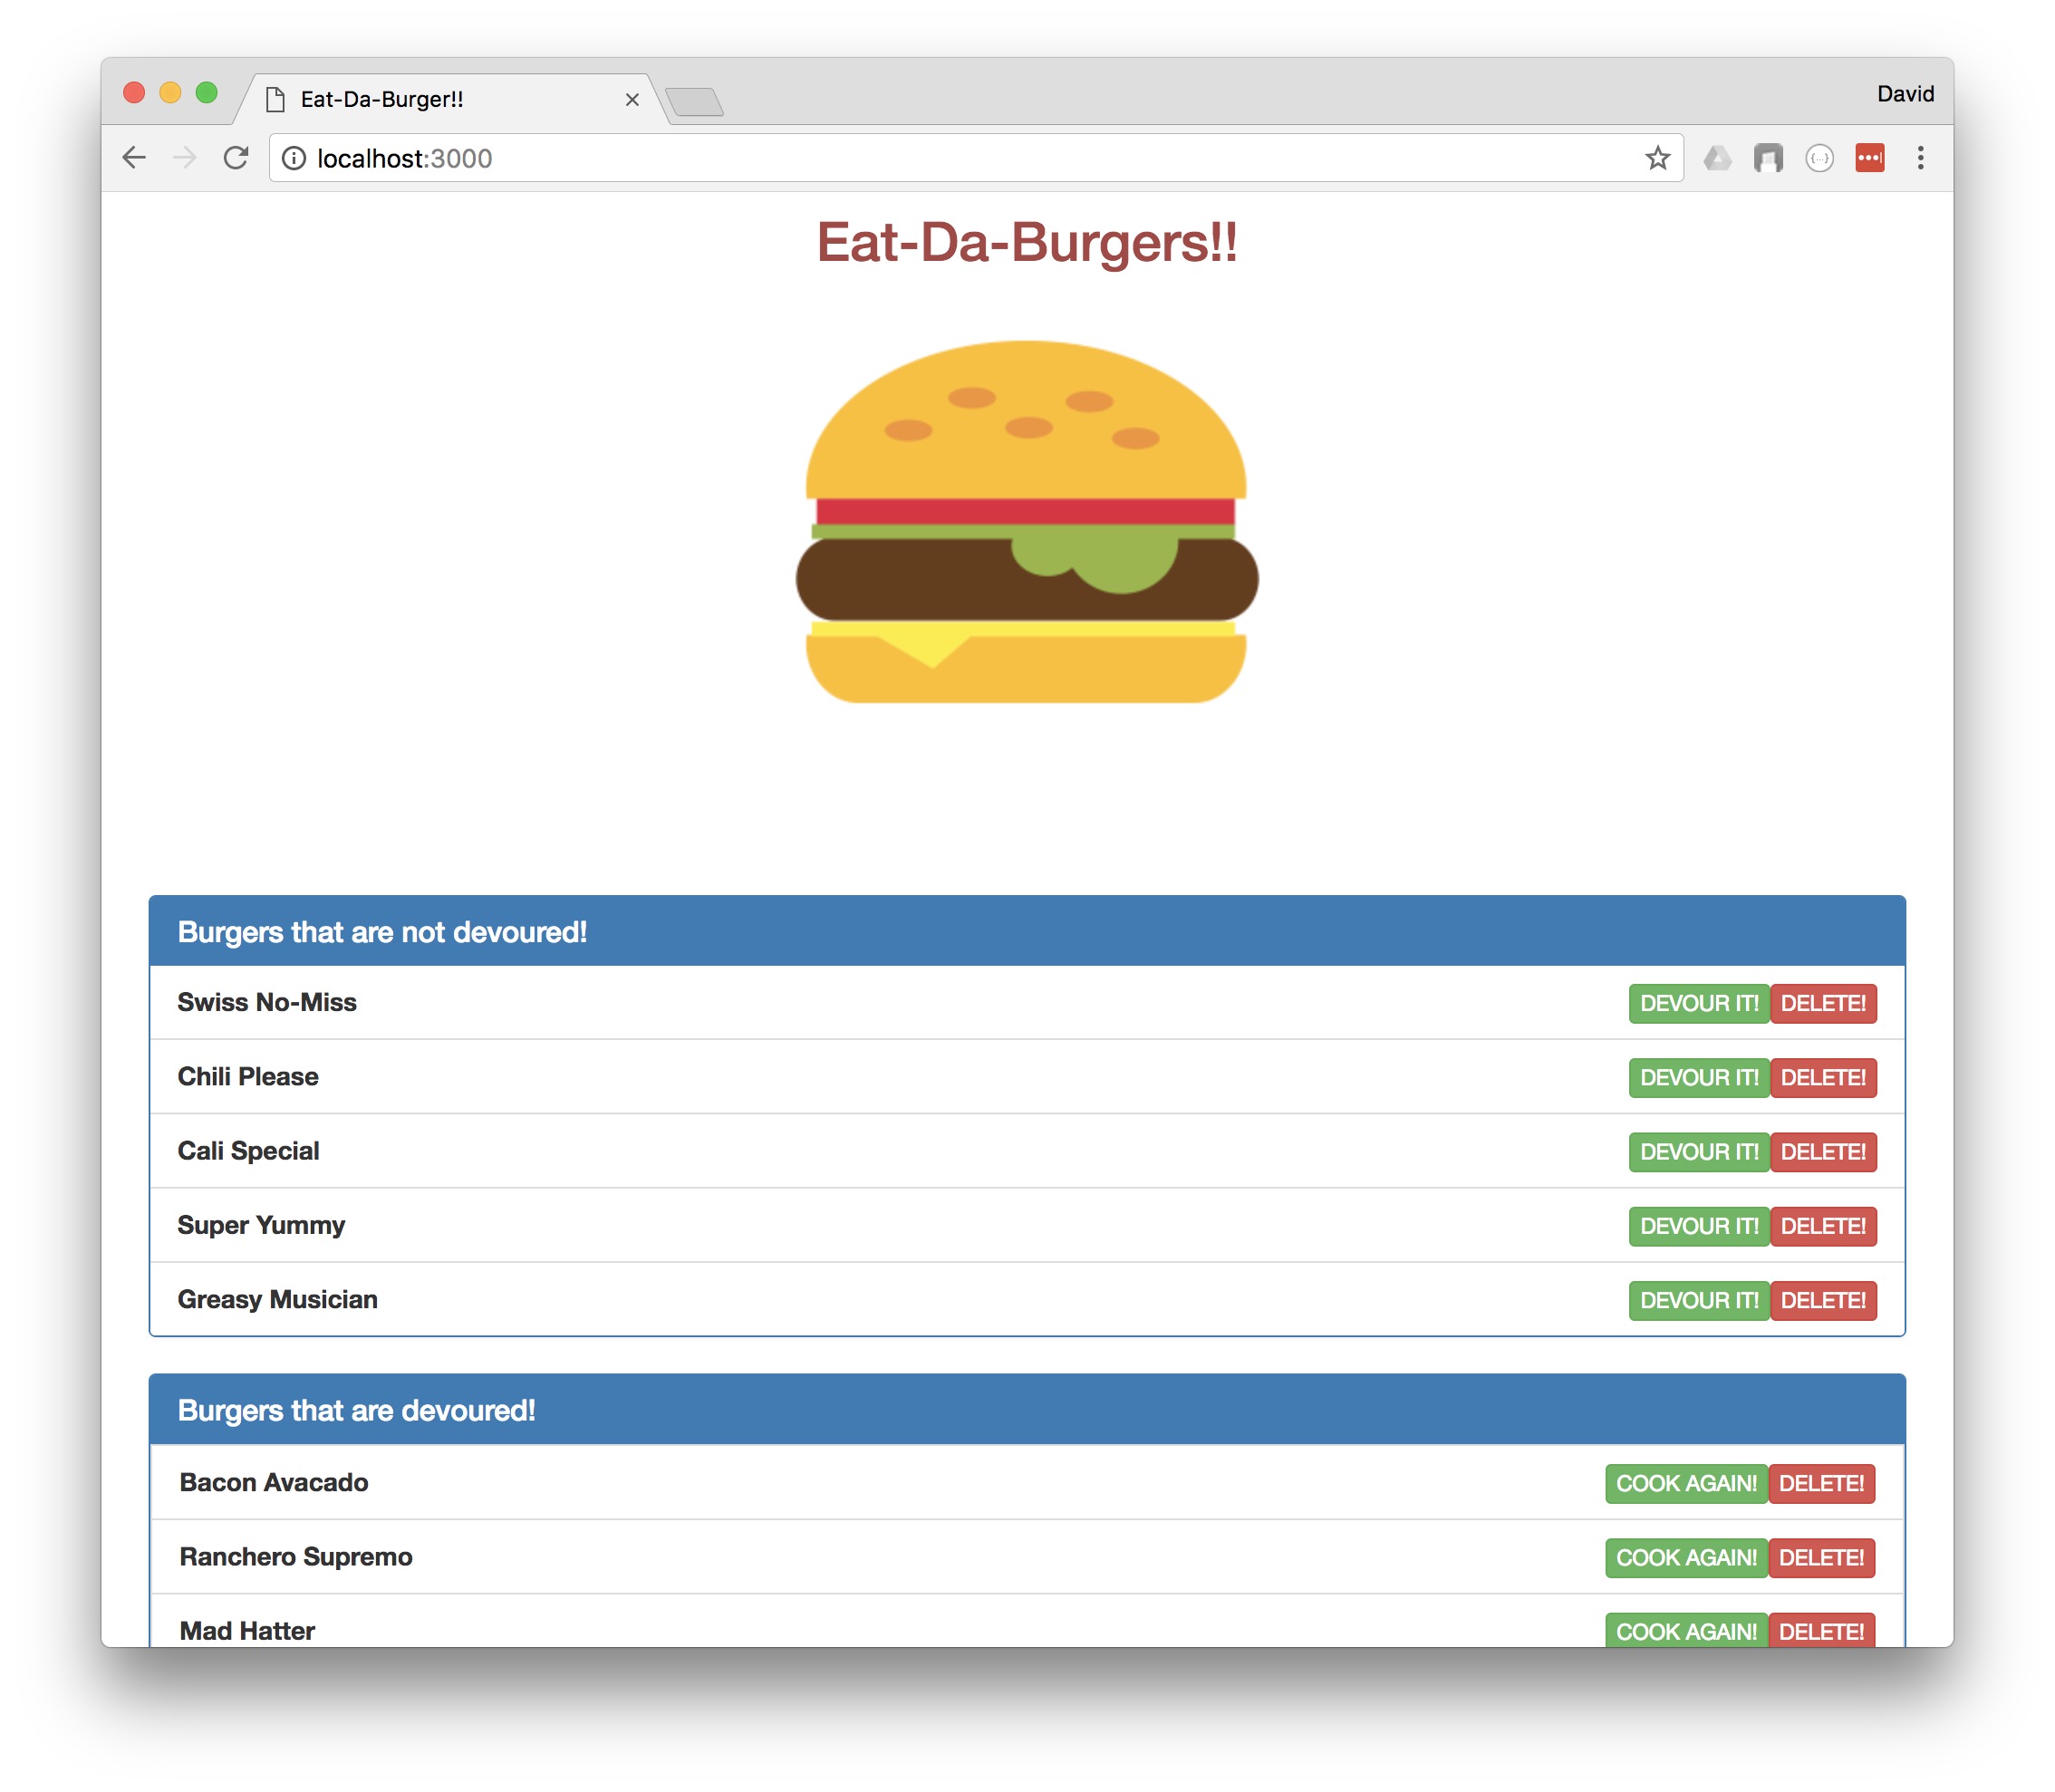 Eat-Da-Burger!!
David
localhost:3000
Eat-Da-Burgers!!
Burgers that are not devoured!
Swiss No-Miss DEVOUR IT! DELETE!
Chili Please DEVOUR IT! DELETE!
Cali Special DEVOUR IT! DELETE!
Super Yummy DEVOUR IT! DELETE!
Greasy Musician DEVOUR IT! DELETE!
Burgers that are devoured!
Bacon Avacado COOK AGAIN! DELETE!
Ranchero Supremo COOK AGAIN! DELETE!
Mad Hatter COOK AGAIN! DELETE!